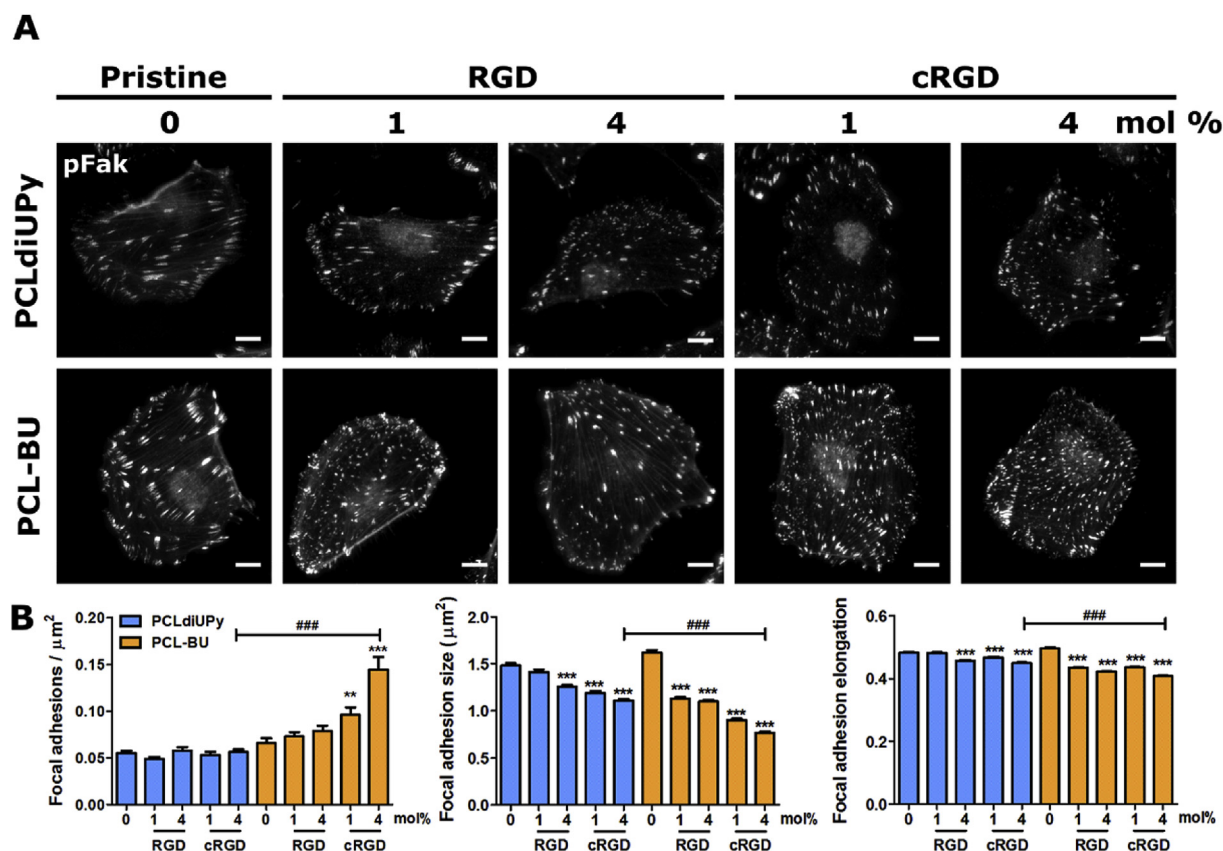 A
Pristine RGD cRGD
0 1 4 1 4 mol %
pFak
PCLdiUPy
PCL-BU
B
PCLdiUPy
PCL-BU
Focal adhesions / μm²
0.20
0.15
0.10
0.05
0.00
###
**
***
0 1 4 1 4 0 1 4 1 4 mol%
RGD cRGD RGD cRGD
Focal adhesion size (μm²)
2.0
1.5
1.0
0.5
0.0
###
*** *** *** *** *** *** ***
0 1 4 1 4 0 1 4 1 4 mol%
RGD cRGD RGD cRGD
Focal adhesion elongation
0.6
0.4
0.2
0.0
###
*** *** *** *** *** *** ***
0 1 4 1 4 0 1 4 1 4 mol%
RGD cRGD RGD cRGD